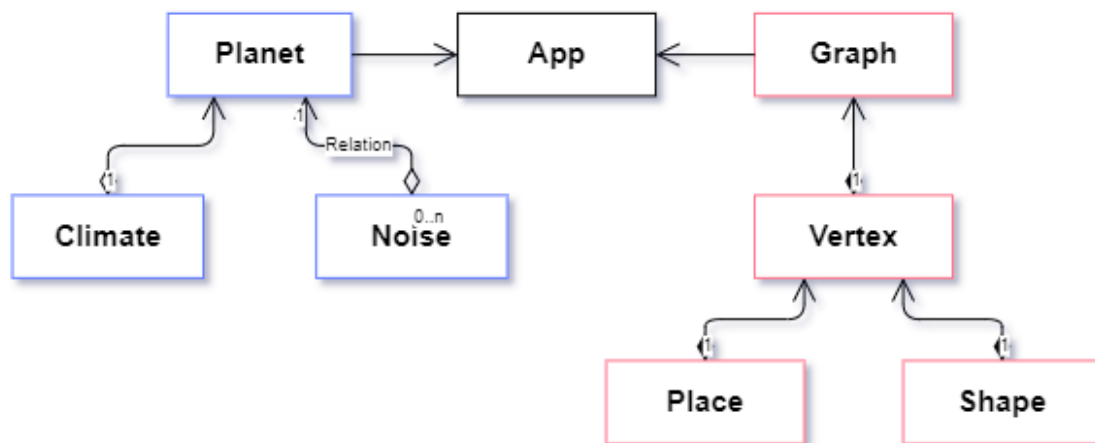 Planet
App
Graph
1
Relation
1
1
0..n
Climate
Noise
Vertex
1
1
Place
Shape